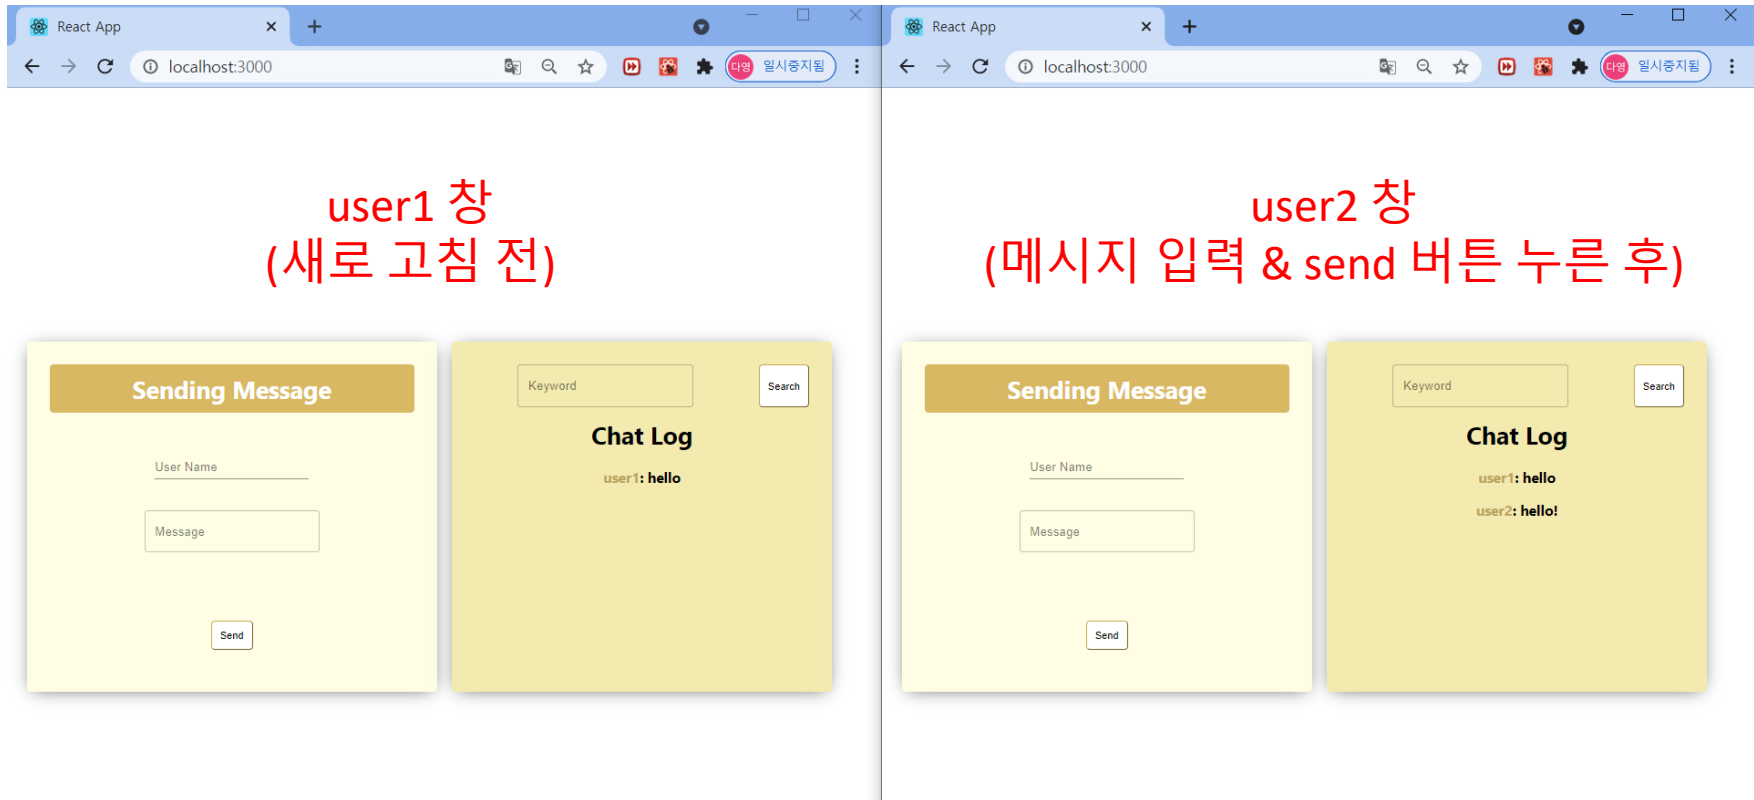 React App
localhost:3000
다영
일시중지됨
user1 창
(새로 고침 전)
Sending Message
User Name
Message
Send
Keyword
Search
Chat Log
user1: hello
React App
localhost:3000
다영
일시중지됨
user2 창
(메시지 입력 & send 버튼 누른 후)
Sending Message
User Name
Message
Send
Keyword
Search
Chat Log
user1: hello
user2: hello!